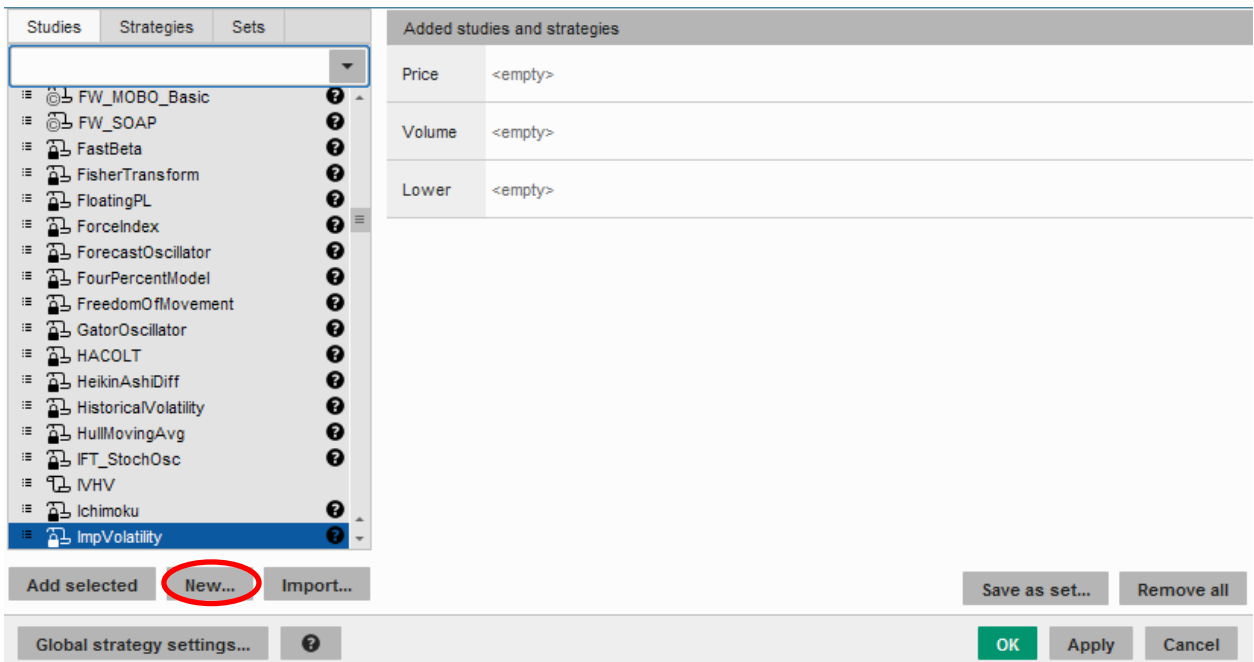 Studies Strategies Sets
Added studies and strategies
Price <empty>
Volume <empty>
Lower <empty>
FW_MOBO_Basic
FW_SOAP
FastBeta
FisherTransform
FloatingPL
ForceIndex
ForecastOscillator
FourPercentModel
FreedomOfMovement
GatorOscillator
HACOLT
HeikinAshiDiff
HistoricalVolatility
HullMovingAvg
IFT_StochOsc
IVHV
Ichimoku
ImpVolatility
Add selected New... Import...
Save as set... Remove all
Global strategy settings... ?
OK Apply Cancel